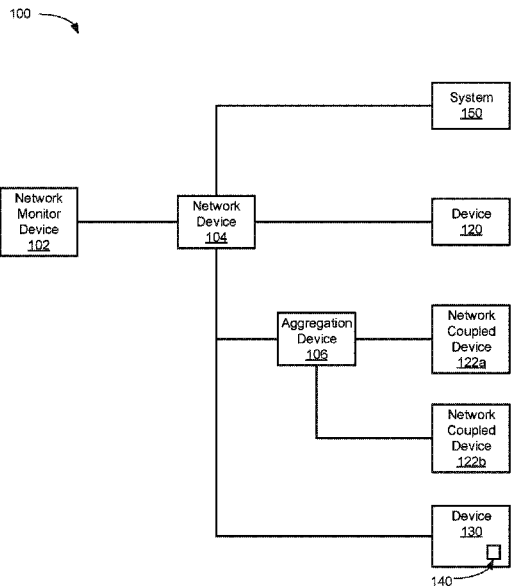 100
System
150
Network
Monitor
Device
102
Network
Device
104
Device
120
Aggregation
Device
106
Network
Coupled
Device
122a
Network
Coupled
Device
122b
Device
130
140